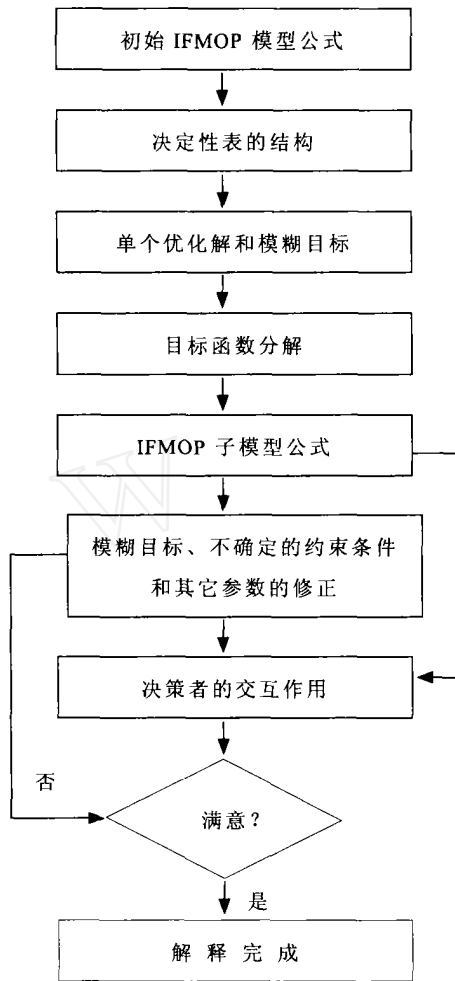 初始 IFMOP 模型公式
决定性表的结构
单个优化解和模糊目标
目标函数分解
IFMOP 子模型公式
模糊目标、不确定的约束条件
和其它参数的修正
决策者的交互作用
否
满意?
是
解释完成